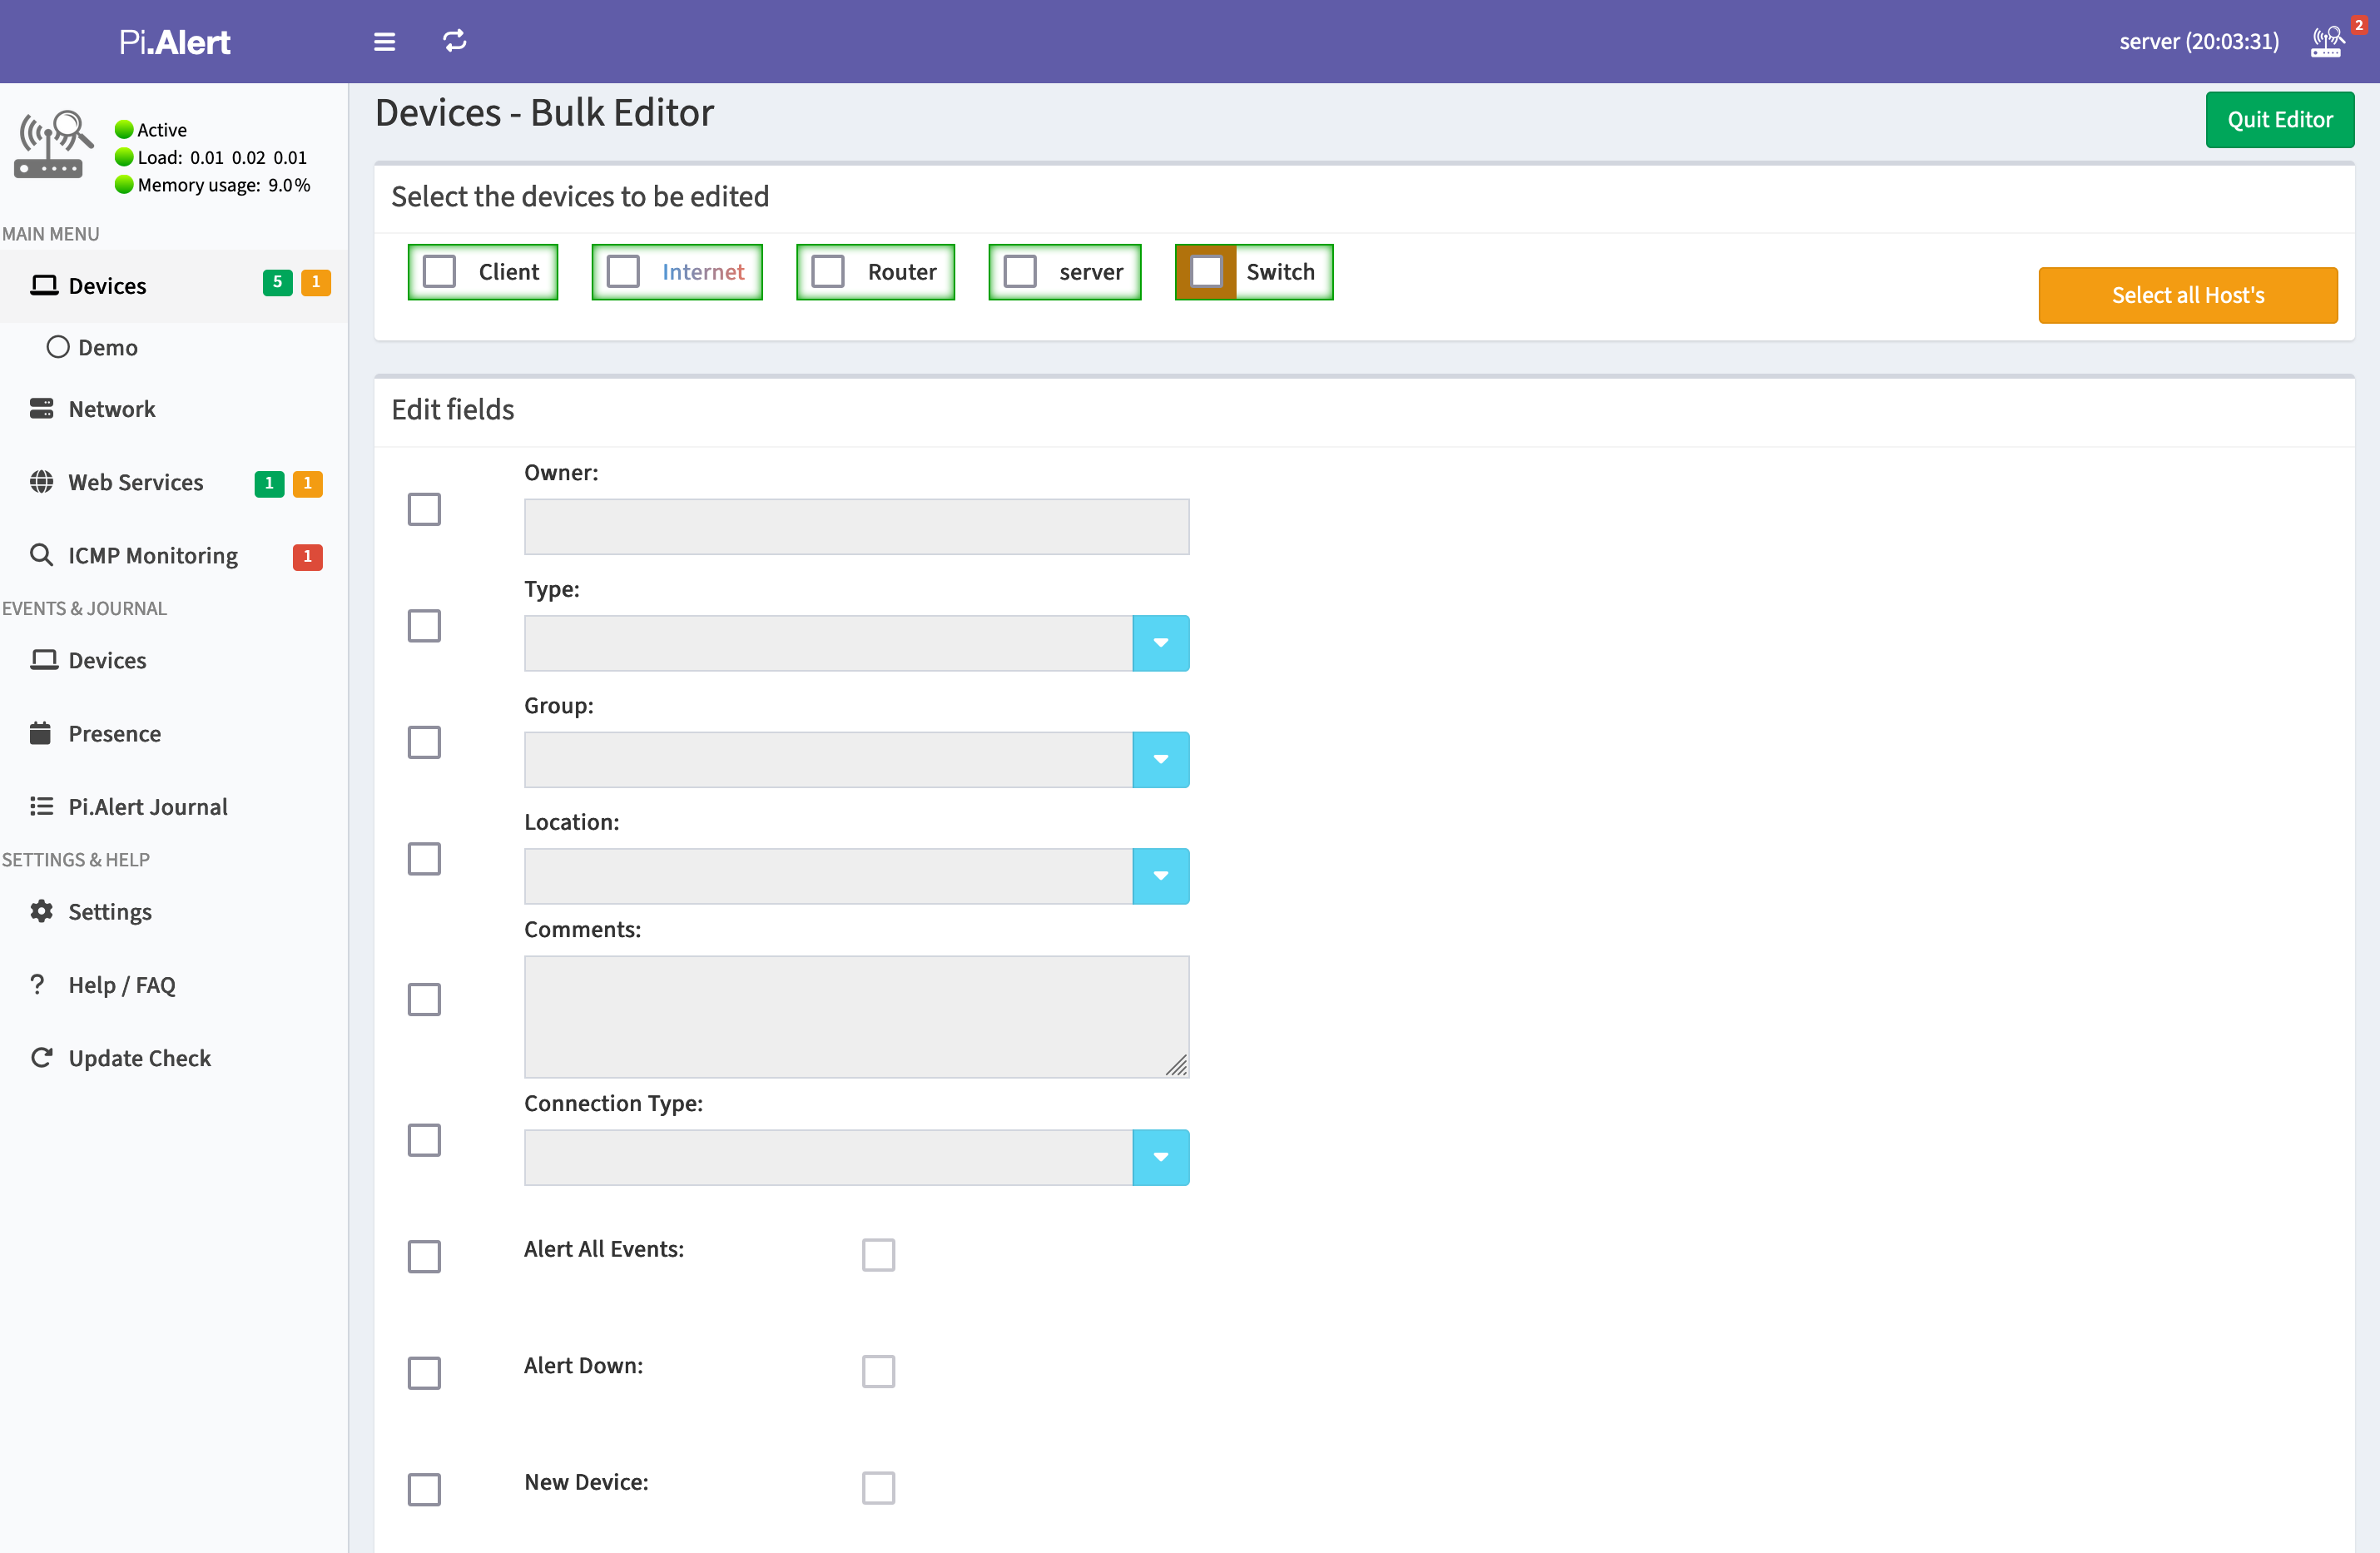 Pi.Alert
server (20:03:31)
2
Active
Load: 0.01 0.02 0.01
Memory usage: 9.0%
MAIN MENU
Devices
5
1
Demo
Network
Web Services
1
1
ICMP Monitoring
1
EVENTS & JOURNAL
Devices
Presence
Pi.Alert Journal
SETTINGS & HELP
Settings
Help / FAQ
Update Check
Devices - Bulk Editor
Quit Editor
Select the devices to be edited
Client
Internet
Router
server
Switch
Select all Host's
Edit fields
Owner:
Type:
Group:
Location:
Comments:
Connection Type:
Alert All Events:
Alert Down:
New Device: